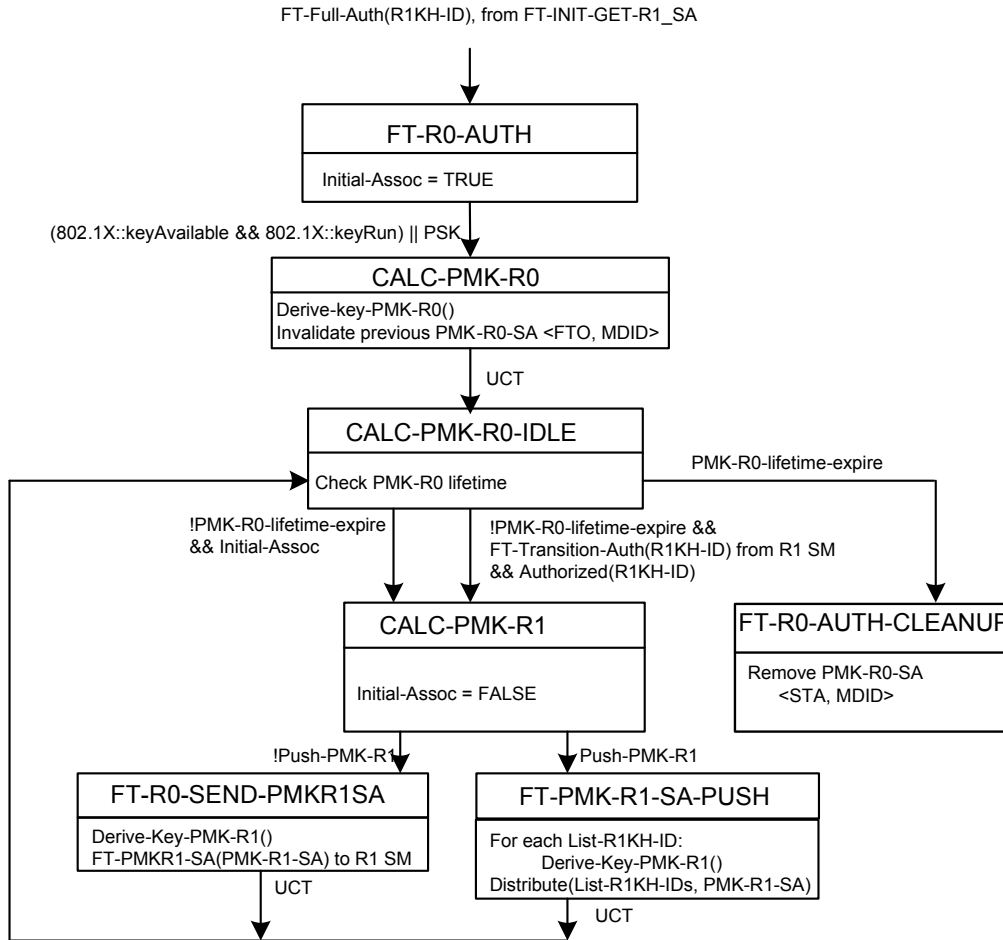 FT-Full-Auth(R1KH-ID), from FT-INIT-GET-R1_SA
FT-R0-AUTH
Initial-Assoc = TRUE
(802.1X::keyAvailable && 802.1X::keyRun) || PSK
CALC-PMK-R0
Derive-key-PMK-R0()
Invalidate previous PMK-R0-SA <FTO, MDID>
UCT
CALC-PMK-R0-IDLE
Check PMK-R0 lifetime
PMK-R0-lifetime-expire
!PMK-R0-lifetime-expire
&& Initial-Assoc
!PMK-R0-lifetime-expire &&
FT-Transition-Auth(R1KH-ID) from R1 SM
&& Authorized(R1KH-ID)
CALC-PMK-R1
Initial-Assoc = FALSE
FT-R0-AUTH-CLEANUP
Remove PMK-R0-SA
<STA, MDID>
!Push-PMK-R1
Push-PMK-R1
FT-R0-SEND-PMKR1SA
Derive-Key-PMK-R1()
FT-PMKR1-SA(PMK-R1-SA) to R1 SM
UCT
FT-PMK-R1-SA-PUSH
For each List-R1KH-ID:
Derive-Key-PMK-R1()
Distribute(List-R1KH-IDs, PMK-R1-SA)
UCT